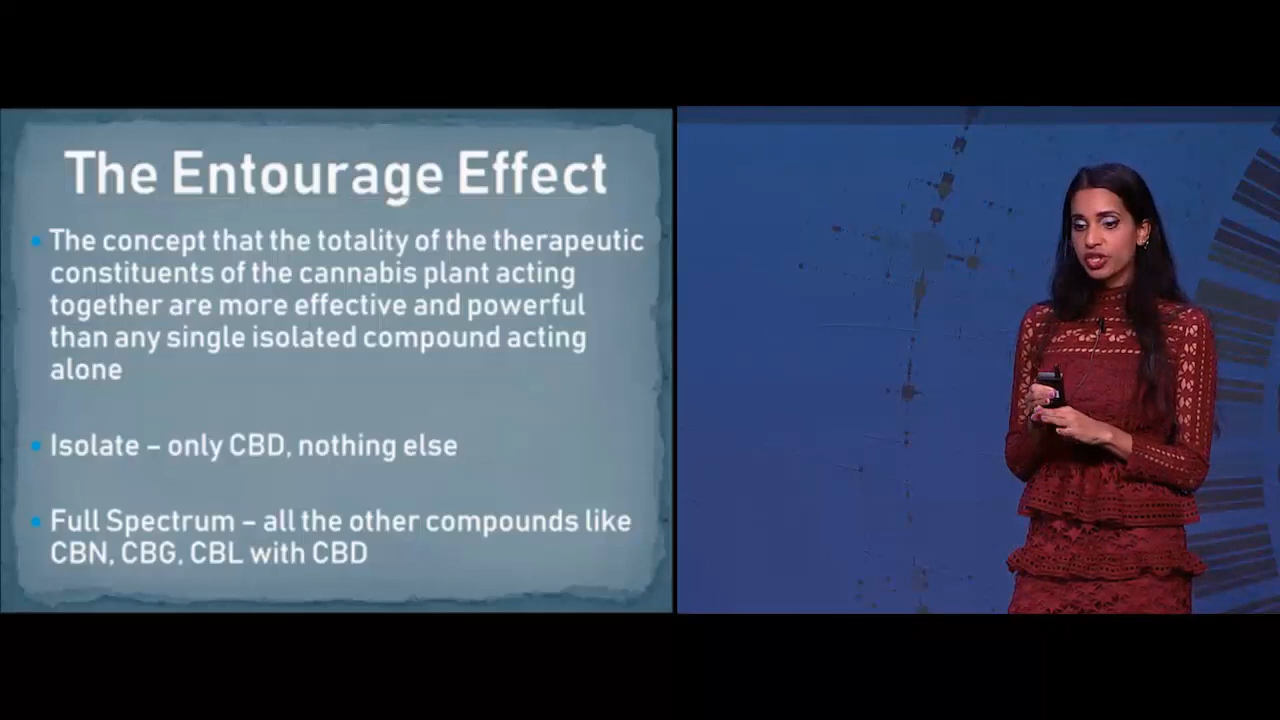 The Entourage Effect
The concept that the totality of the therapeutic
constituents of the cannabis plant acting
together are more effective and powerful
than any single isolated compound acting
alone
Isolate – only CBD, nothing else
Full Spectrum – all the other compounds like
CBN, CBG, CBL with CBD